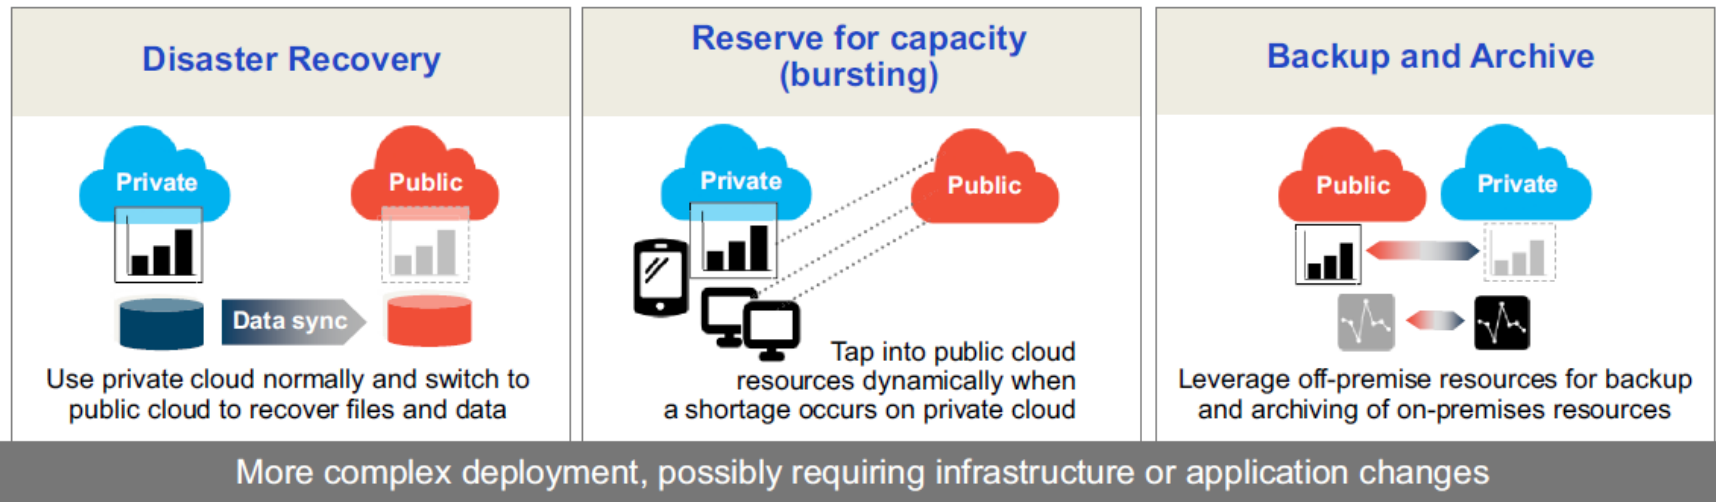 Disaster Recovery
Private
Public
Data sync
Use private cloud normally and switch to
public cloud to recover files and data
Reserve for capacity
(bursting)
Private
Public
Tap into public cloud
resources dynamically when
a shortage occurs on private cloud
Backup and Archive
Public
Private
Leverage off-premise resources for backup
and archiving of on-premises resources
More complex deployment, possibly requiring infrastructure or application changes